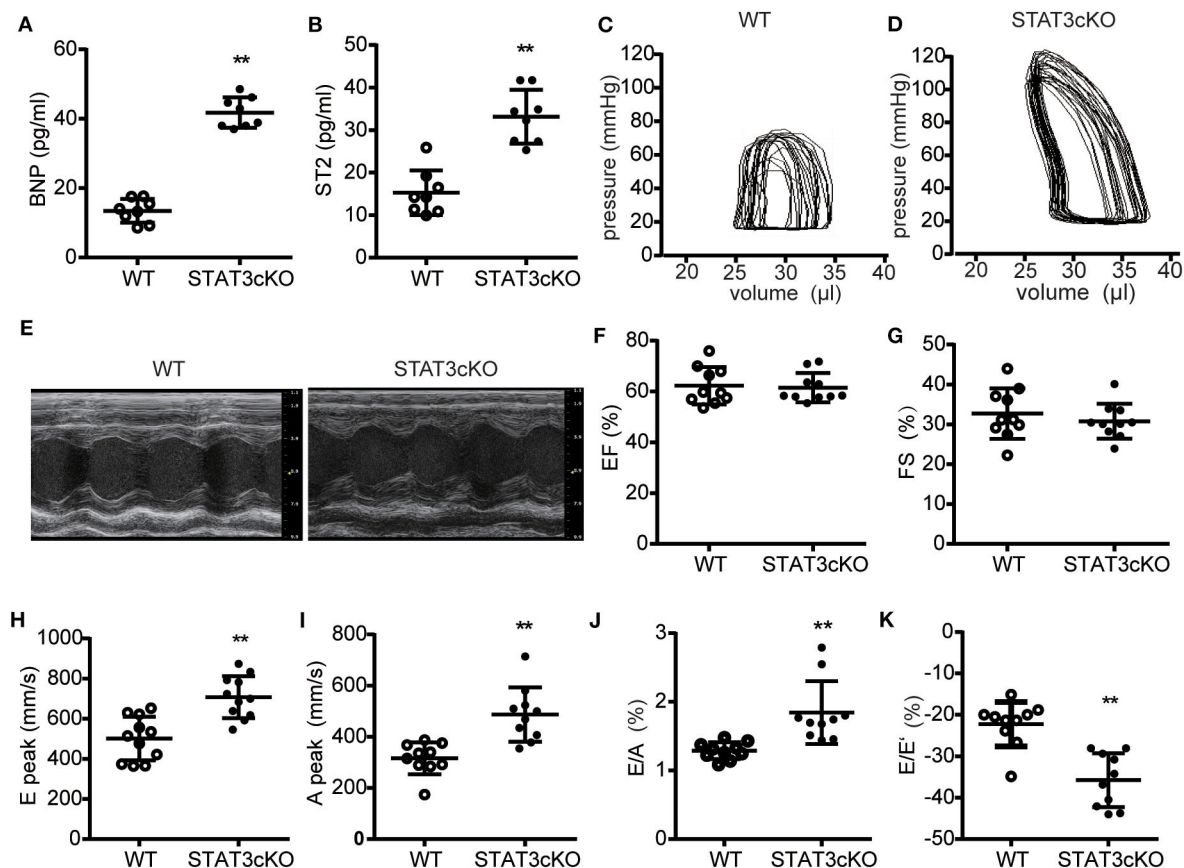 A
BNP (pg/ml)
60
40
20
0
**
WT STAT3cKO
B
ST2 (pg/ml)
50
40
30
20
10
0
**
WT STAT3cKO
C
WT
pressure (mmHg)
120
100
80
60
40
20
0
20 25 30 35 40
volume (µl)
D
STAT3cKO
pressure (mmHg)
120
100
80
60
40
20
0
20 25 30 35 40
volume (µl)
E
WT
STAT3cKO
F
EF (%)
80
60
40
20
0
WT STAT3cKO
G
FS (%)
50
40
30
20
10
0
WT STAT3cKO
H
E peak (mm/s)
1000
800
600
400
200
0
**
WT STAT3cKO
I
A peak (mm/s)
800
600
400
200
0
**
WT STAT3cKO
J
E/A (%)
3
2
1
0
**
WT STAT3cKO
K
E/E‘ (%)
0
-10
-20
-30
-40
-50
**
WT STAT3cKO